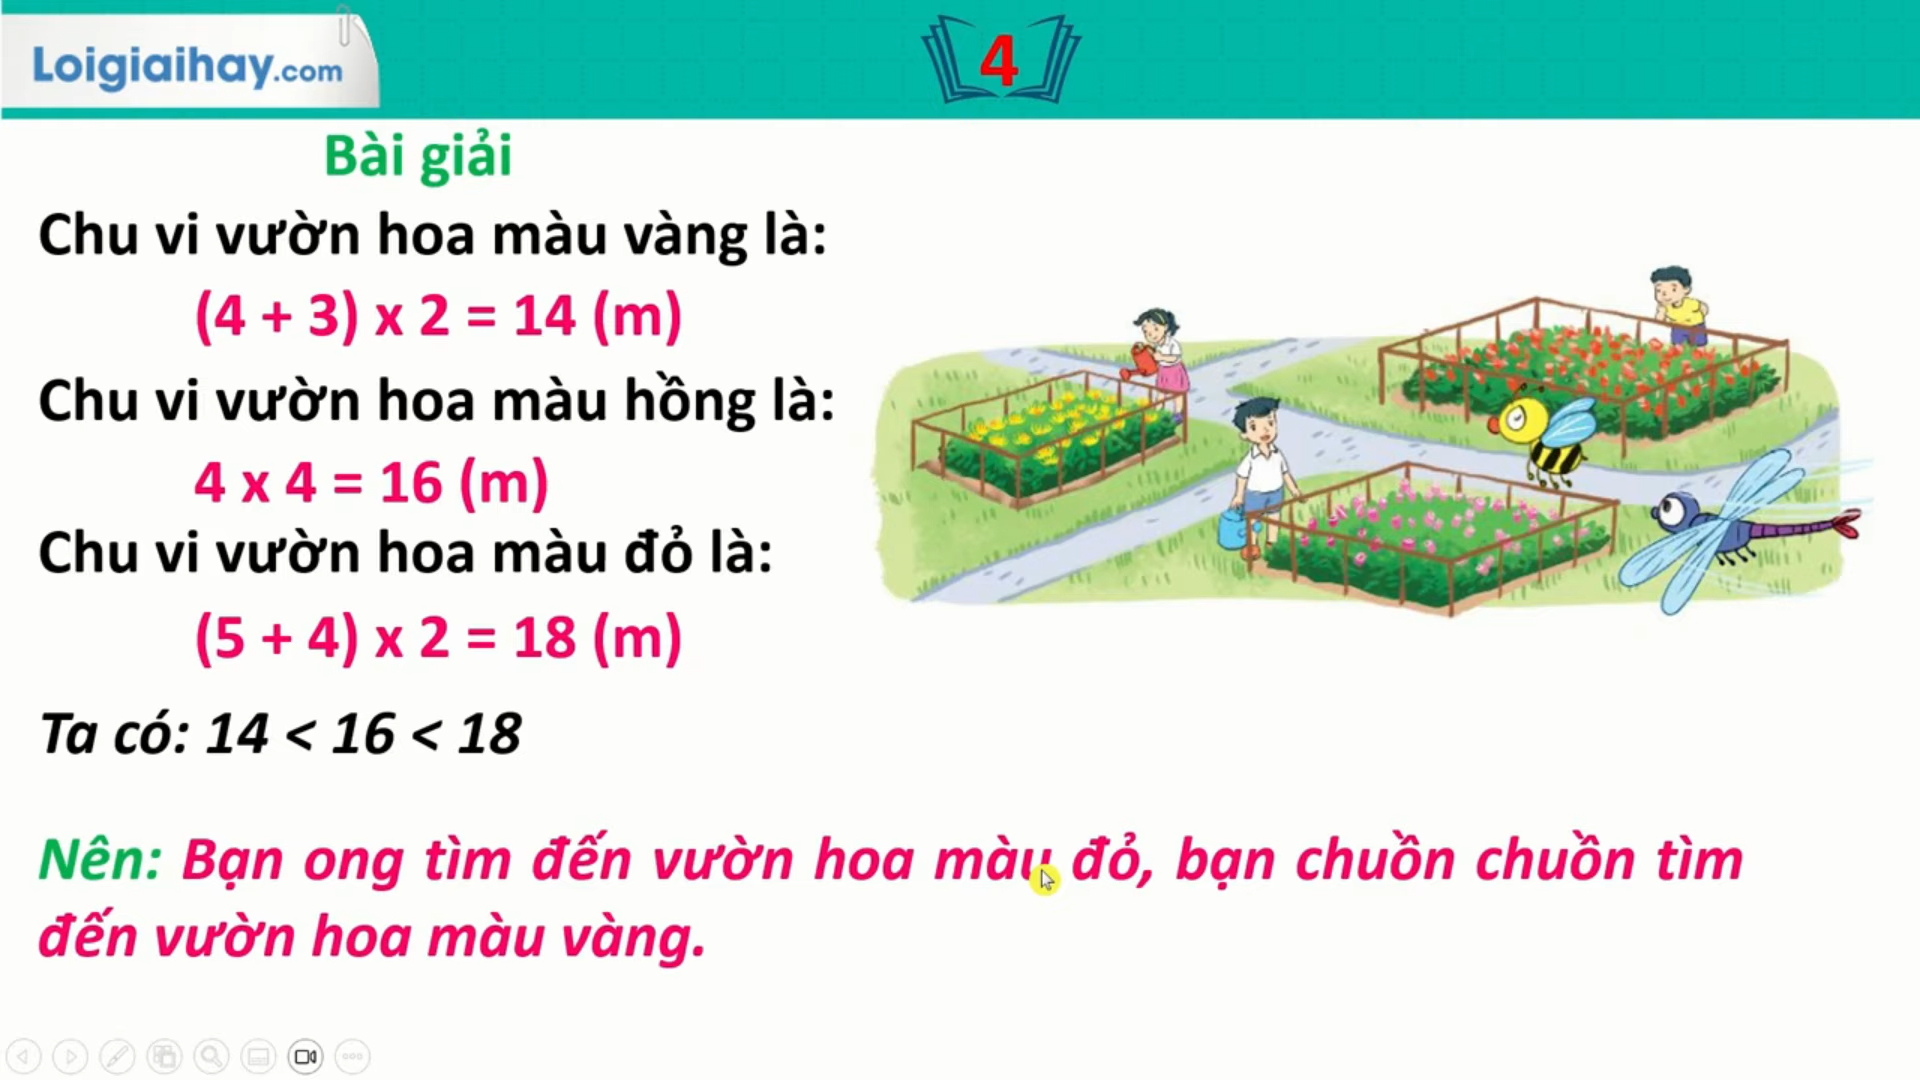 Loigiaihay.com
4
Bài giải
Chu vi vườn hoa màu vàng là:
(4 + 3) x 2 = 14 (m)
Chu vi vườn hoa màu hồng là:
4 x 4 = 16 (m)
Chu vi vườn hoa màu đỏ là:
(5 + 4) x 2 = 18 (m)
Ta có: 14 < 16 < 18
Nên: Bạn ong tìm đến vườn hoa màu đỏ, bạn chuồn chuồn tìm
đến vườn hoa màu vàng.